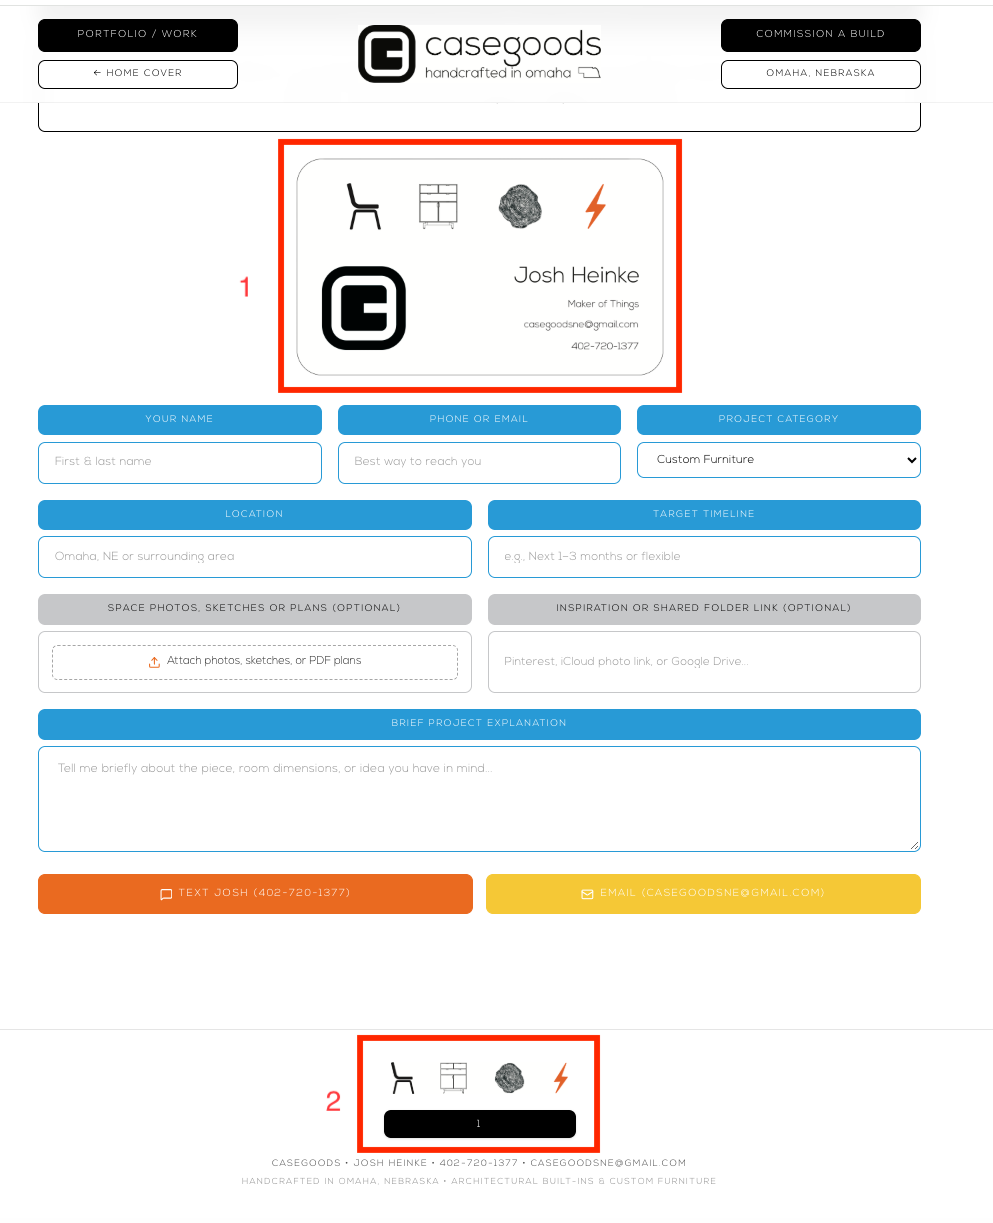 PORTFOLIO / WORK
← HOME COVER
casegoods
handcrafted in omaha
COMMISSION A BUILD
OMAHA, NEBRASKA
1
Josh Heinke
Maker of Things
casegoodsne@gmail.com
402-720-1377
YOUR NAME
PHONE OR EMAIL
PROJECT CATEGORY
First & last name
Best way to reach you
Custom Furniture
LOCATION
TARGET TIMELINE
Omaha, NE or surrounding area
e.g., Next 1–3 months or flexible
SPACE PHOTOS, SKETCHES OR PLANS (OPTIONAL)
INSPIRATION OR SHARED FOLDER LINK (OPTIONAL)
Attach photos, sketches, or PDF plans
Pinterest, iCloud photo link, or Google Drive...
BRIEF PROJECT EXPLANATION
Tell me briefly about the piece, room dimensions, or idea you have in mind...
TEXT JOSH (402-720-1377)
EMAIL (CASEGOODSNE@GMAIL.COM)
2
1
CASEGOODS • JOSH HEINKE • 402-720-1377 • CASEGOODSNE@GMAIL.COM
HANDCRAFTED IN OMAHA, NEBRASKA • ARCHITECTURAL BUILT-INS & CUSTOM FURNITURE